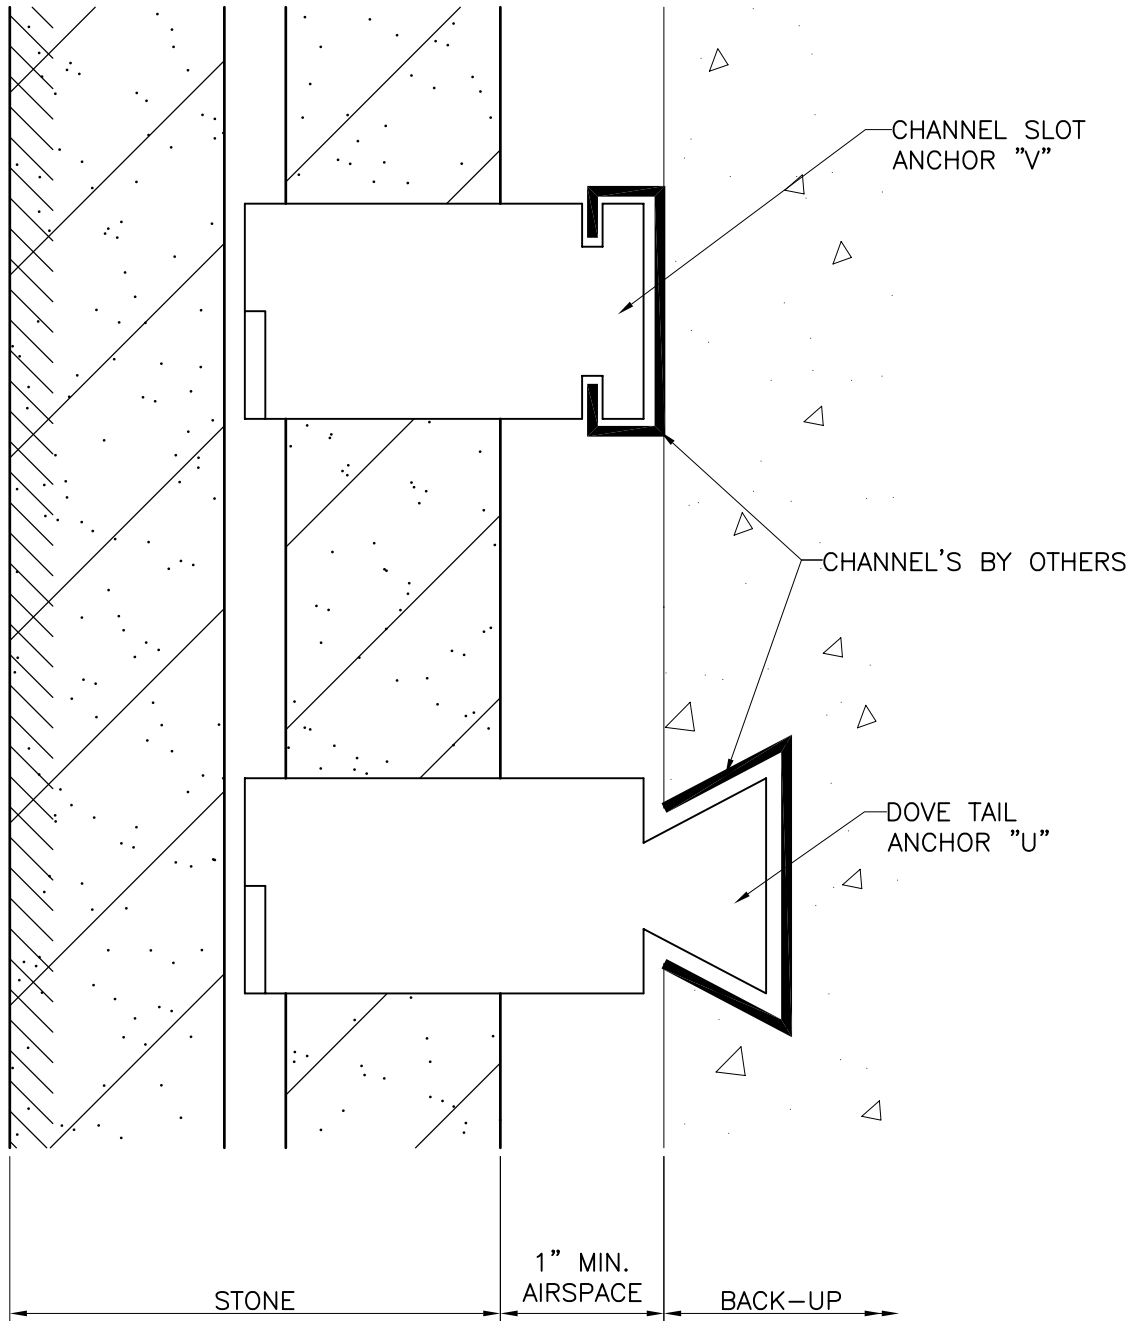 CHANNEL SLOT
ANCHOR "V"
CHANNEL'S BY OTHERS
DOVE TAIL
ANCHOR "U"
1" MIN.
AIRSPACE
STONE
BACK-UP